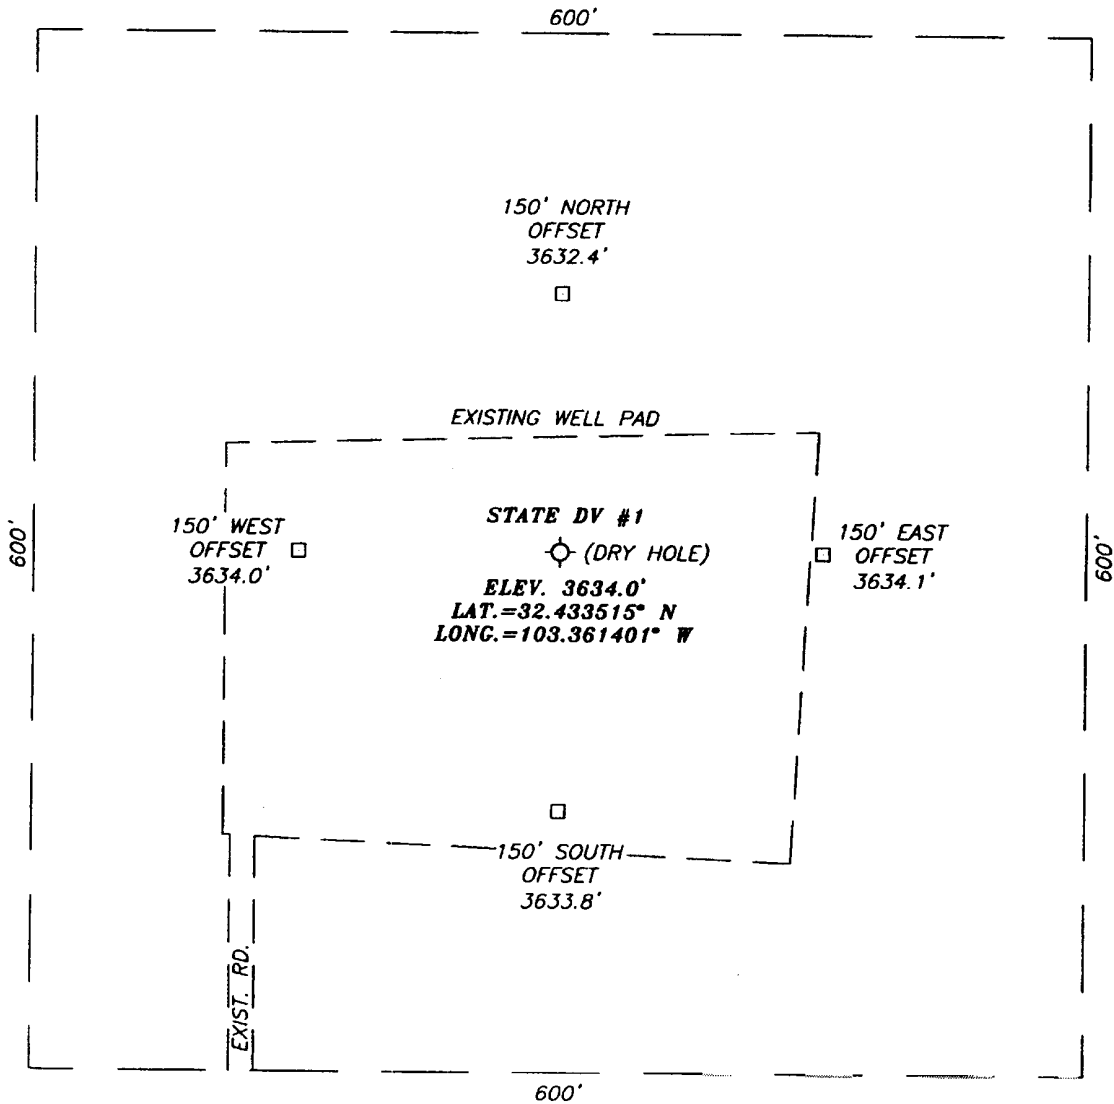 600'
150' NORTH
OFFSET
3632.4'
EXISTING WELL PAD
600'
150' WEST
OFFSET
3634.0'
STATE DV #1
(DRY HOLE)
ELEV. 3634.0'
LAT.=32.433515° N
LONG.=103.361401° W
150' EAST
OFFSET
3634.1'
600'
150' SOUTH
OFFSET
3633.8'
EXIST. RD.
600'